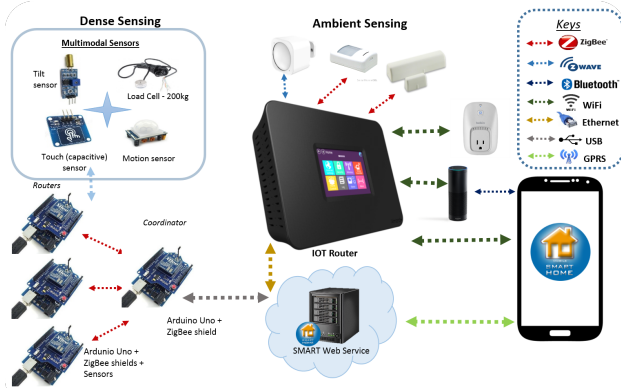 Dense Sensing
Ambient Sensing
Keys
Multimodal Sensors
Tilt
sensor
Load Cell - 200kg
Touch (capacitive)
sensor
Motion sensor
ZigBee
WAVE
Bluetooth
WiFi
Ethernet
USB
GPRS
Routers
Coordinator
IOT Router
SMART
HOME
Arduino Uno +
ZigBee shield
Ardunio Uno +
ZigBee shields +
Sensors
SMART Web Service